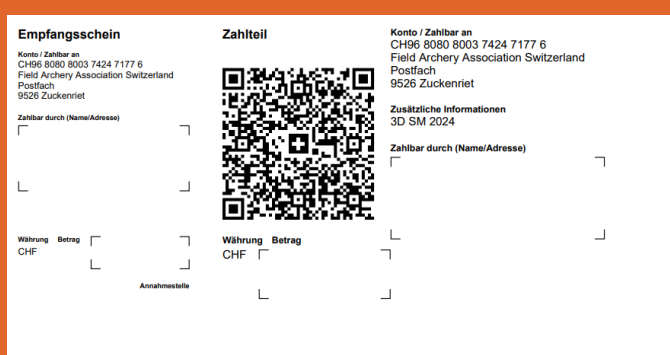 Empfangsschein
Konto / Zahlbar an
CH96 8080 8003 7424 7177 6
Field Archery Association Switzerland
Postfach
9526 Zuckenriet
Zahlbar durch (Name/Adresse)
Währung Betrag
CHF
Annahmestelle
Zahlteil
Währung Betrag
CHF
Konto / Zahlbar an
CH96 8080 8003 7424 7177 6
Field Archery Association Switzerland
Postfach
9526 Zuckenriet
Zusätzliche Informationen
3D SM 2024
Zahlbar durch (Name/Adresse)